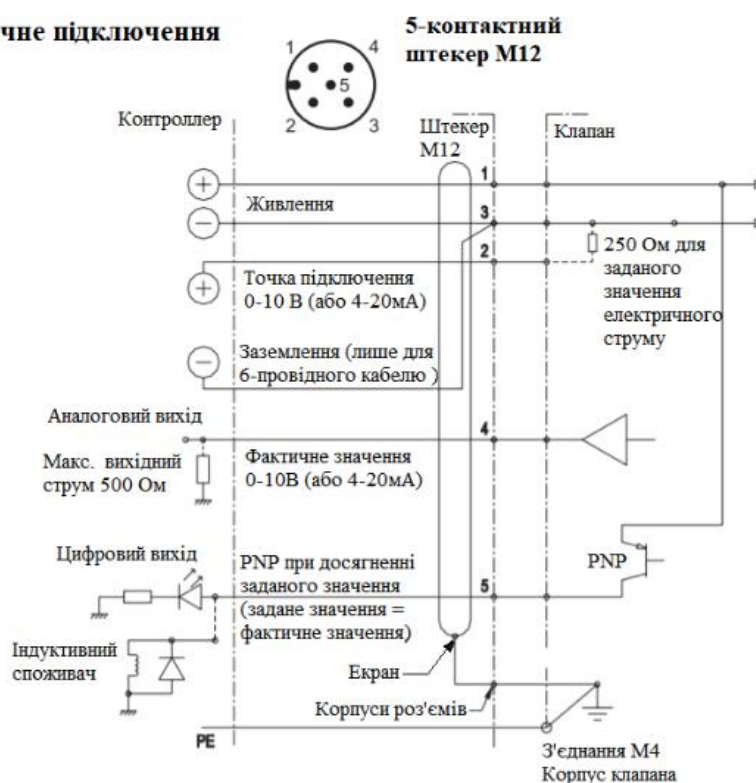 чне підключення
5-контактний
штекер М12
1
4
5
2
3
Контроллер
Штекер
М12
Клапан
1
Живлення
3
2
250 Ом для
заданого
значення
електричного
струму
Точка підключення
0-10 В (або 4-20мА)
Заземлення (лише для
6-провідного кабелю )
Аналоговий вихід
4
Макс. вихідний
струм 500 Ом
Фактичне значення
0-10В (або 4-20мА)
Цифровий вихід
PNP при досягненні
заданого значення
(задане значення =
фактичне значення)
5
PNP
Індуктивний
споживач
Екран
Корпуси роз'ємів
PE
З'єднання М4
Корпус клапана